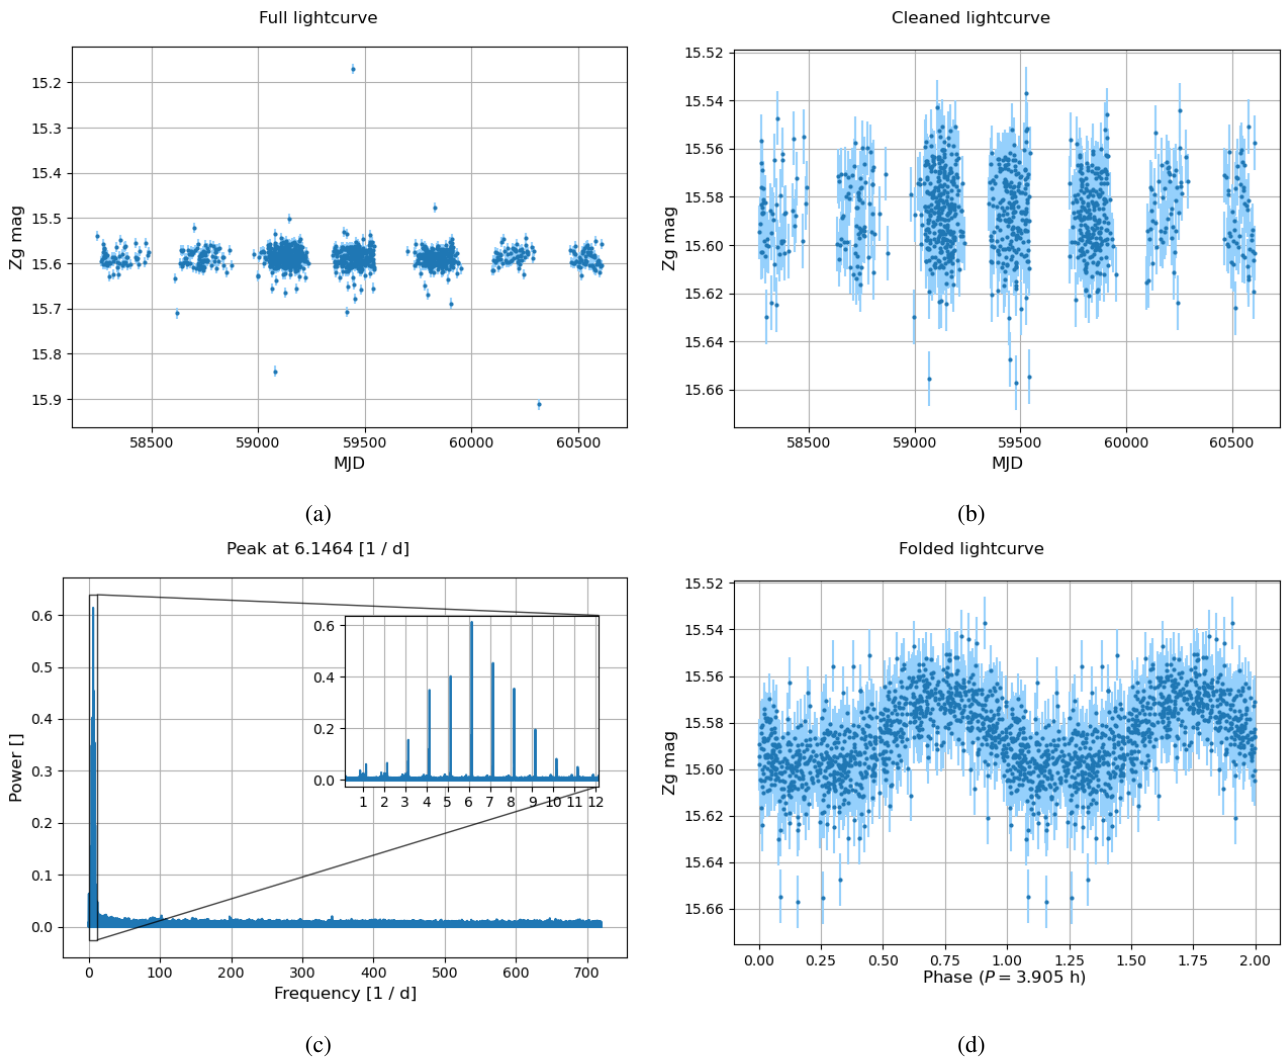 Full lightcurve
Zg mag
15.2
15.3
15.4
15.5
15.6
15.7
15.8
15.9
58500 59000 59500 60000 60500
MJD
(a)
Cleaned lightcurve
Zg mag
15.52
15.54
15.56
15.58
15.60
15.62
15.64
15.66
58500 59000 59500 60000 60500
MJD
(b)
Peak at 6.1464 [1 / d]
Power []
0.6
0.5
0.4
0.3
0.2
0.1
0.0
0.6
0.4
0.2
0.0
1 2 3 4 5 6 7 8 9 10 11 12
0 100 200 300 400 500 600 700
Frequency [1 / d]
(c)
Folded lightcurve
Zg mag
15.52
15.54
15.56
15.58
15.60
15.62
15.64
15.66
0.00 0.25 0.50 0.75 1.00 1.25 1.50 1.75 2.00
Phase (P = 3.905 h)
(d)